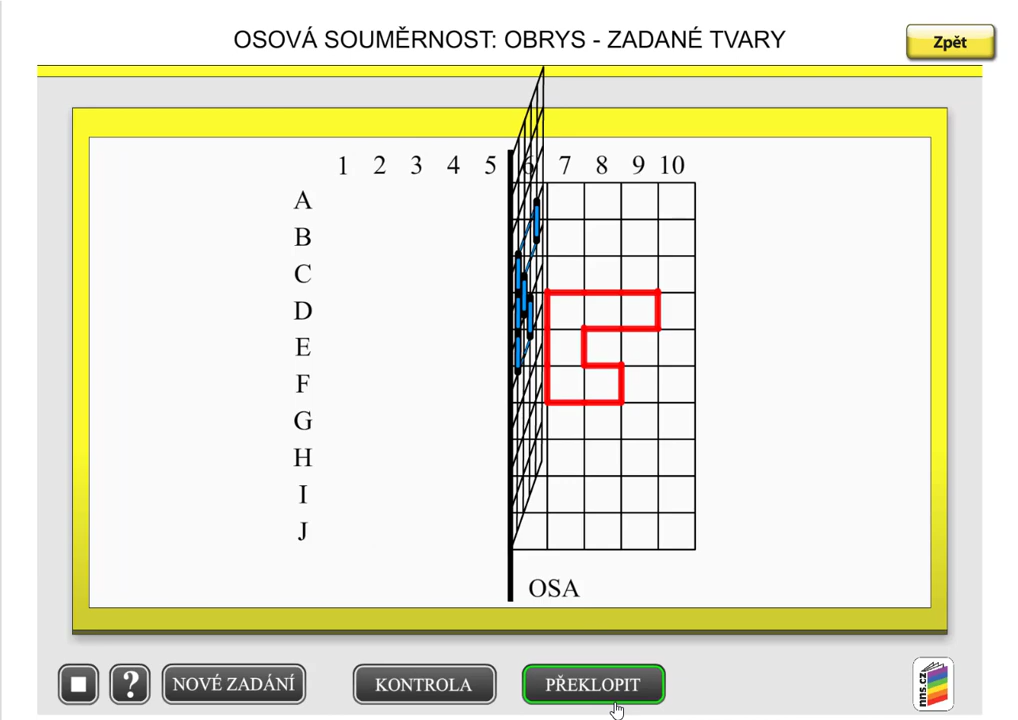 OSOVÁ SOUMĚRNOST: OBRYS - ZADANÉ TVARY
Zpět
1 2 3 4 5 6 7 8 9 10
A
B
C
D
E
F
G
H
I
J
OSA
? NOVÉ ZADÁNÍ KONTROLA PŘEKLOPIT
nns.cz